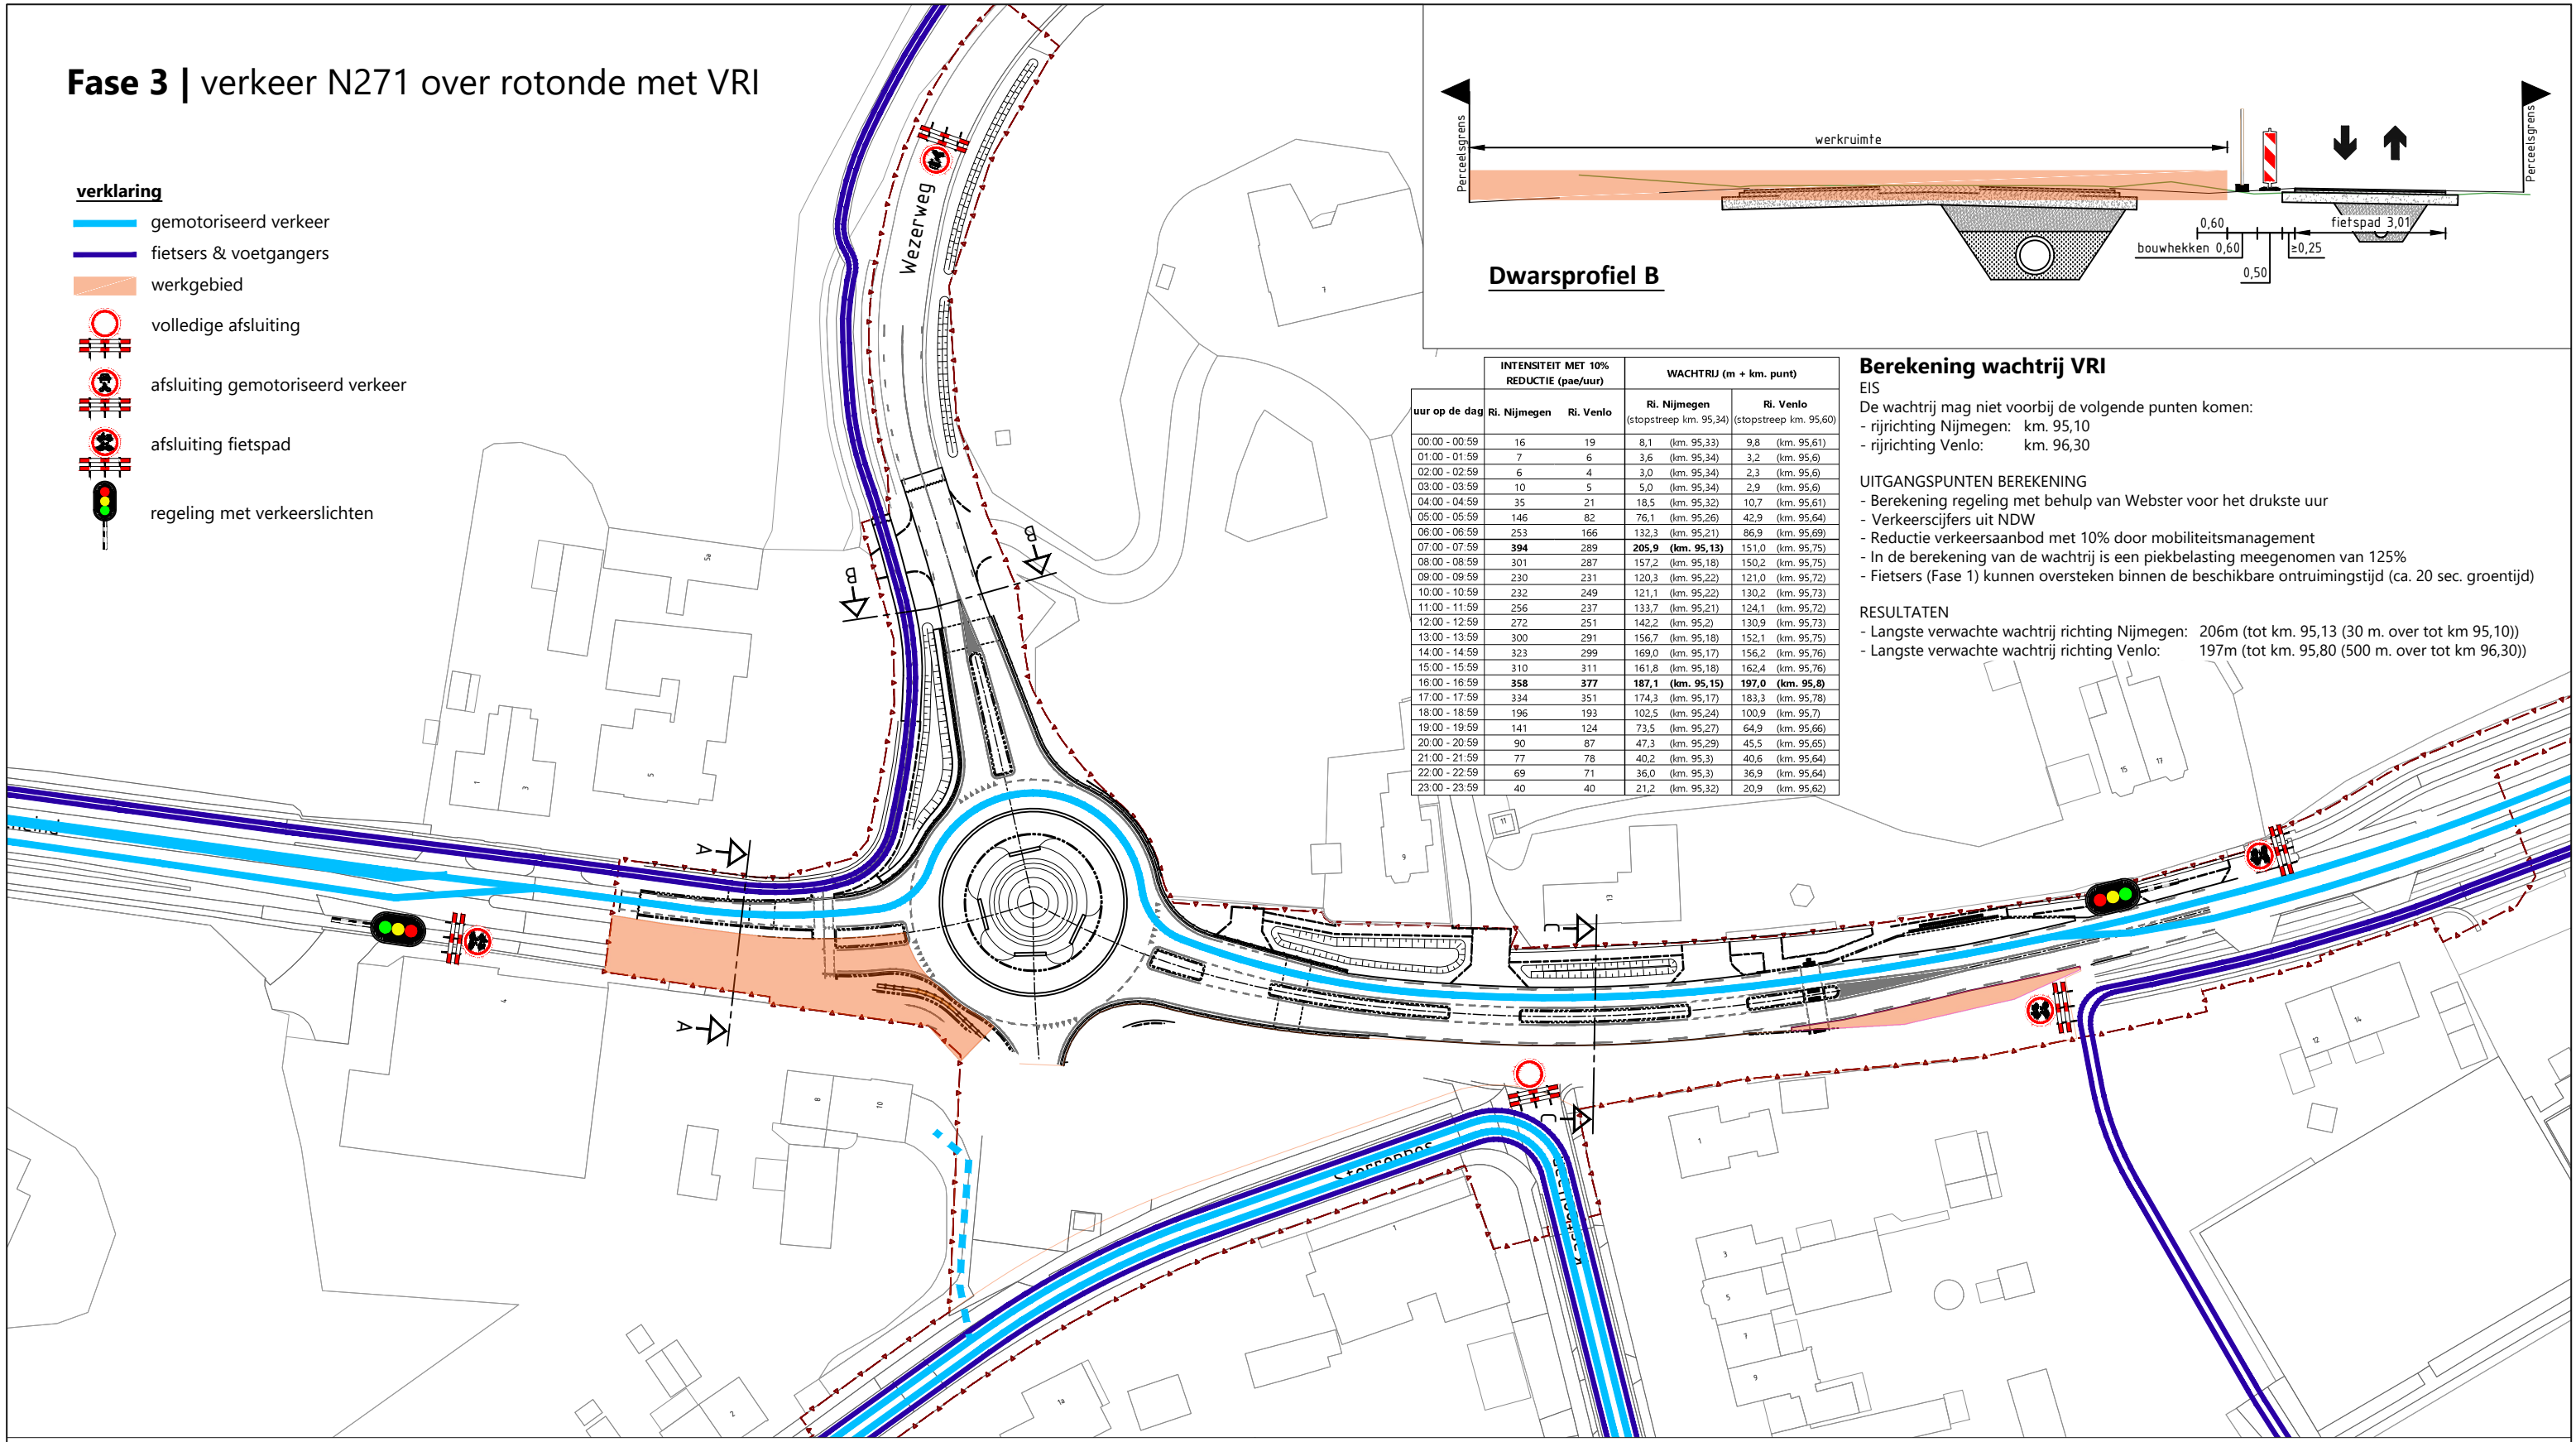 Fase 3 | verkeer N271 over rotonde met VRI
verklaring
gemotoriseerd verkeer
fietsers & voetgangers
werkgebied
volledige afsluiting
afsluiting gemotoriseerd verkeer
afsluiting fietspad
regeling met verkeerslichten
Perceelsgrens
werkruimte
Perceelsgrens
0,60
fietspad 3,01
bouwhekken 0,60
≥0,25
0,50
Dwarsprofiel B
INTENSITEIT MET 10% REDUCTIE (pae/uur) WACHTRIJ (m + km. punt)
uur op de dag Ri. Nijmegen Ri. Venlo Ri. Nijmegen (stopstreep km. 95,34) Ri. Venlo (stopstreep km. 95,60)
00:00 - 00:59 16 19 8,1 (km. 95,33) 9,8 (km. 95,61)
01:00 - 01:59 7 6 3,6 (km. 95,34) 3,2 (km. 95,6)
02:00 - 02:59 6 4 3,0 (km. 95,34) 2,3 (km. 95,6)
03:00 - 03:59 10 5 5,0 (km. 95,34) 2,9 (km. 95,6)
04:00 - 04:59 35 21 18,5 (km. 95,32) 10,7 (km. 95,61)
05:00 - 05:59 146 82 76,1 (km. 95,26) 42,9 (km. 95,64)
06:00 - 06:59 253 166 132,3 (km. 95,21) 86,9 (km. 95,69)
07:00 - 07:59 394 289 205,9 (km. 95,13) 151,0 (km. 95,75)
08:00 - 08:59 301 287 157,2 (km. 95,18) 150,2 (km. 95,75)
09:00 - 09:59 230 231 120,3 (km. 95,22) 121,0 (km. 95,72)
10:00 - 10:59 232 249 121,1 (km. 95,22) 130,2 (km. 95,73)
11:00 - 11:59 256 237 133,7 (km. 95,21) 124,1 (km. 95,72)
12:00 - 12:59 272 251 142,2 (km. 95,2) 130,9 (km. 95,73)
13:00 - 13:59 300 291 156,7 (km. 95,18) 152,1 (km. 95,75)
14:00 - 14:59 323 299 169,0 (km. 95,17) 156,2 (km. 95,76)
15:00 - 15:59 310 311 161,8 (km. 95,18) 162,4 (km. 95,76)
16:00 - 16:59 358 377 187,1 (km. 95,15) 197,0 (km. 95,8)
17:00 - 17:59 334 351 174,3 (km. 95,17) 183,3 (km. 95,78)
18:00 - 18:59 196 193 102,5 (km. 95,24) 100,9 (km. 95,7)
19:00 - 19:59 141 124 73,5 (km. 95,27) 64,9 (km. 95,66)
20:00 - 20:59 90 87 47,3 (km. 95,29) 45,5 (km. 95,65)
21:00 - 21:59 77 78 40,2 (km. 95,3) 40,6 (km. 95,64)
22:00 - 22:59 69 71 36,0 (km. 95,3) 36,9 (km. 95,64)
23:00 - 23:59 40 40 21,2 (km. 95,32) 20,9 (km. 95,62)
Berekening wachtrij VRI
EIS
De wachtrij mag niet voorbij de volgende punten komen:
- rijrichting Nijmegen: km. 95,10
- rijrichting Venlo: km. 96,30
UITGANGSPUNTEN BEREKENING
- Berekening regeling met behulp van Webster voor het drukste uur
- Verkeerscijfers uit NDW
- Reductie verkeersaanbod met 10% door mobiliteitsmanagement
- In de berekening van de wachtrij is een piekbelasting meegenomen van 125%
- Fietsers (Fase 1) kunnen oversteken binnen de beschikbare ontruimingstijd (ca. 20 sec. groentijd)
RESULTATEN
- Langste verwachte wachtrij richting Nijmegen: 206m (tot km. 95,13 (30 m. over tot km 95,10))
- Langste verwachte wachtrij richting Venlo: 197m (tot km. 95,80 (500 m. over tot km 96,30))
Wezerweg
7
5a
B
B
1
3
5
A
A
4
8
10
9
11
13
15
17
C
C
12
14
1
3
5
7
9
1
1a
2